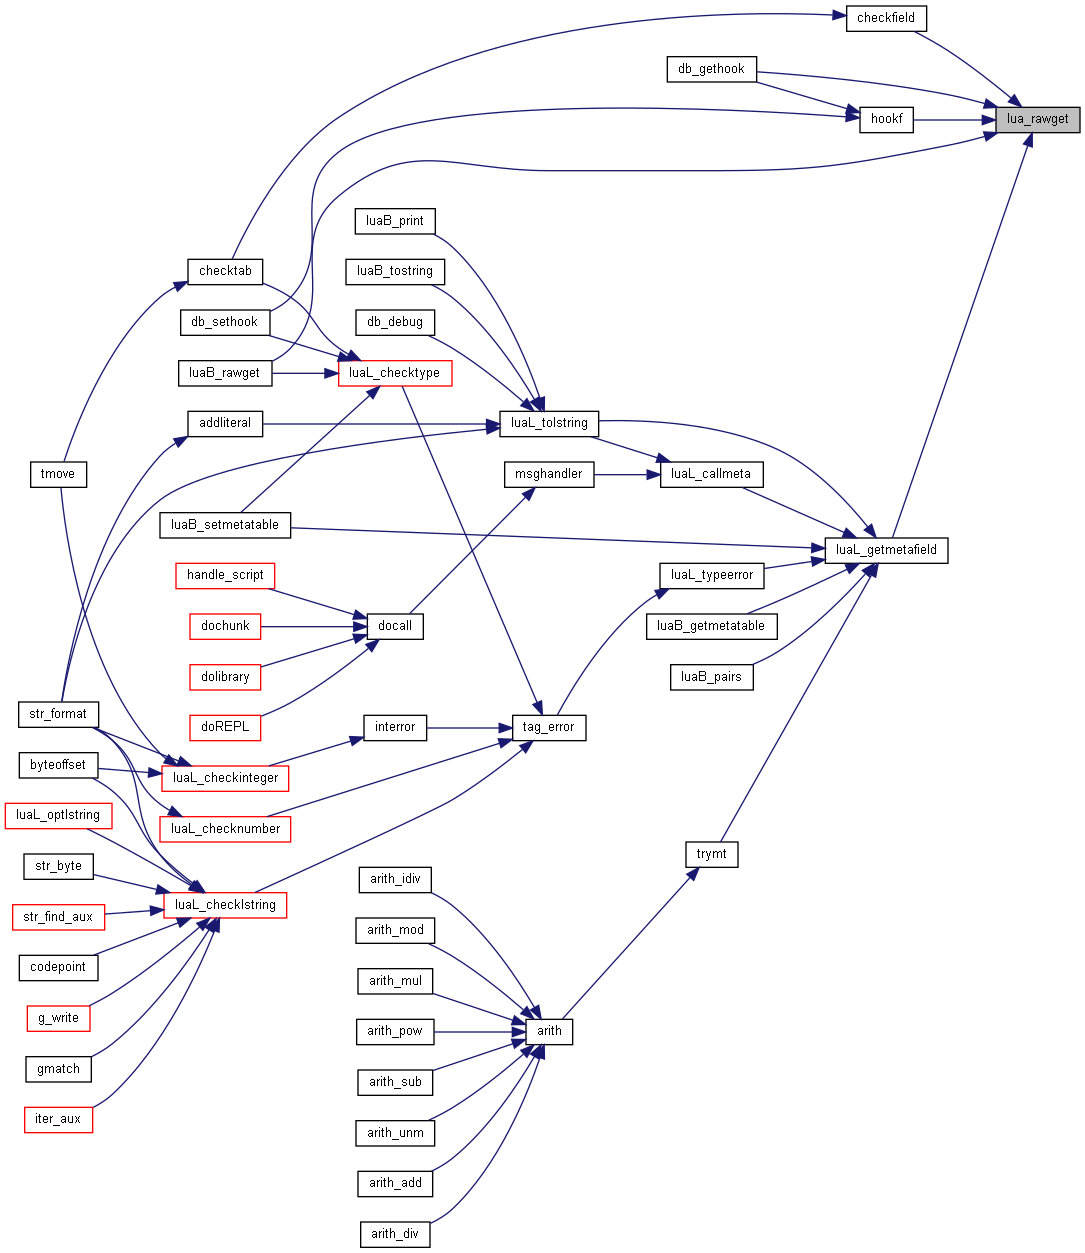 checkfield
db_gethook
hookf
lua_rawget
luaB_print
luaB_tostring
checktab
db_sethook
db_debug
luaB_rawget
luaL_checktype
addliteral
luaL_tolstring
tmove
msghandler
luaL_callmeta
luaB_setmetatable
luaL_getmetafield
handle_script
luaL_typeerror
dochunk
docall
luaB_getmetatable
dolibrary
luaB_pairs
str_format
doREPL
interror
tag_error
byteoffset
luaL_checkinteger
luaL_optlstring
luaL_checknumber
trymt
str_byte
arith_idiv
luaL_checklstring
str_find_aux
arith_mod
codepoint
arith_mul
g_write
arith_pow
arith
gmatch
arith_sub
iter_aux
arith_unm
arith_add
arith_div